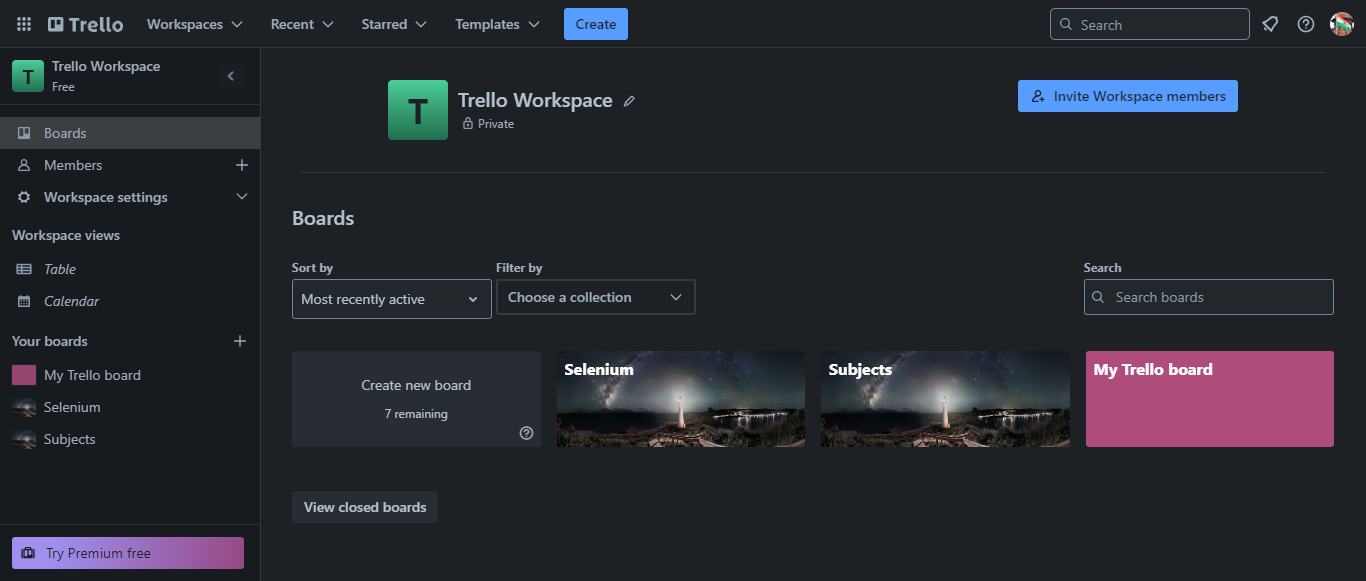 Trello
Workspaces
Recent
Starred
Templates
Create
Search
T
Trello Workspace
Free
Boards
Members
Workspace settings
Workspace views
Table
Calendar
Your boards
My Trello board
Selenium
Subjects
Try Premium free
T
Trello Workspace
Private
Invite Workspace members
Boards
Sort by
Most recently active
Filter by
Choose a collection
Search
Search boards
Create new board
7 remaining
Selenium
Subjects
My Trello board
View closed boards